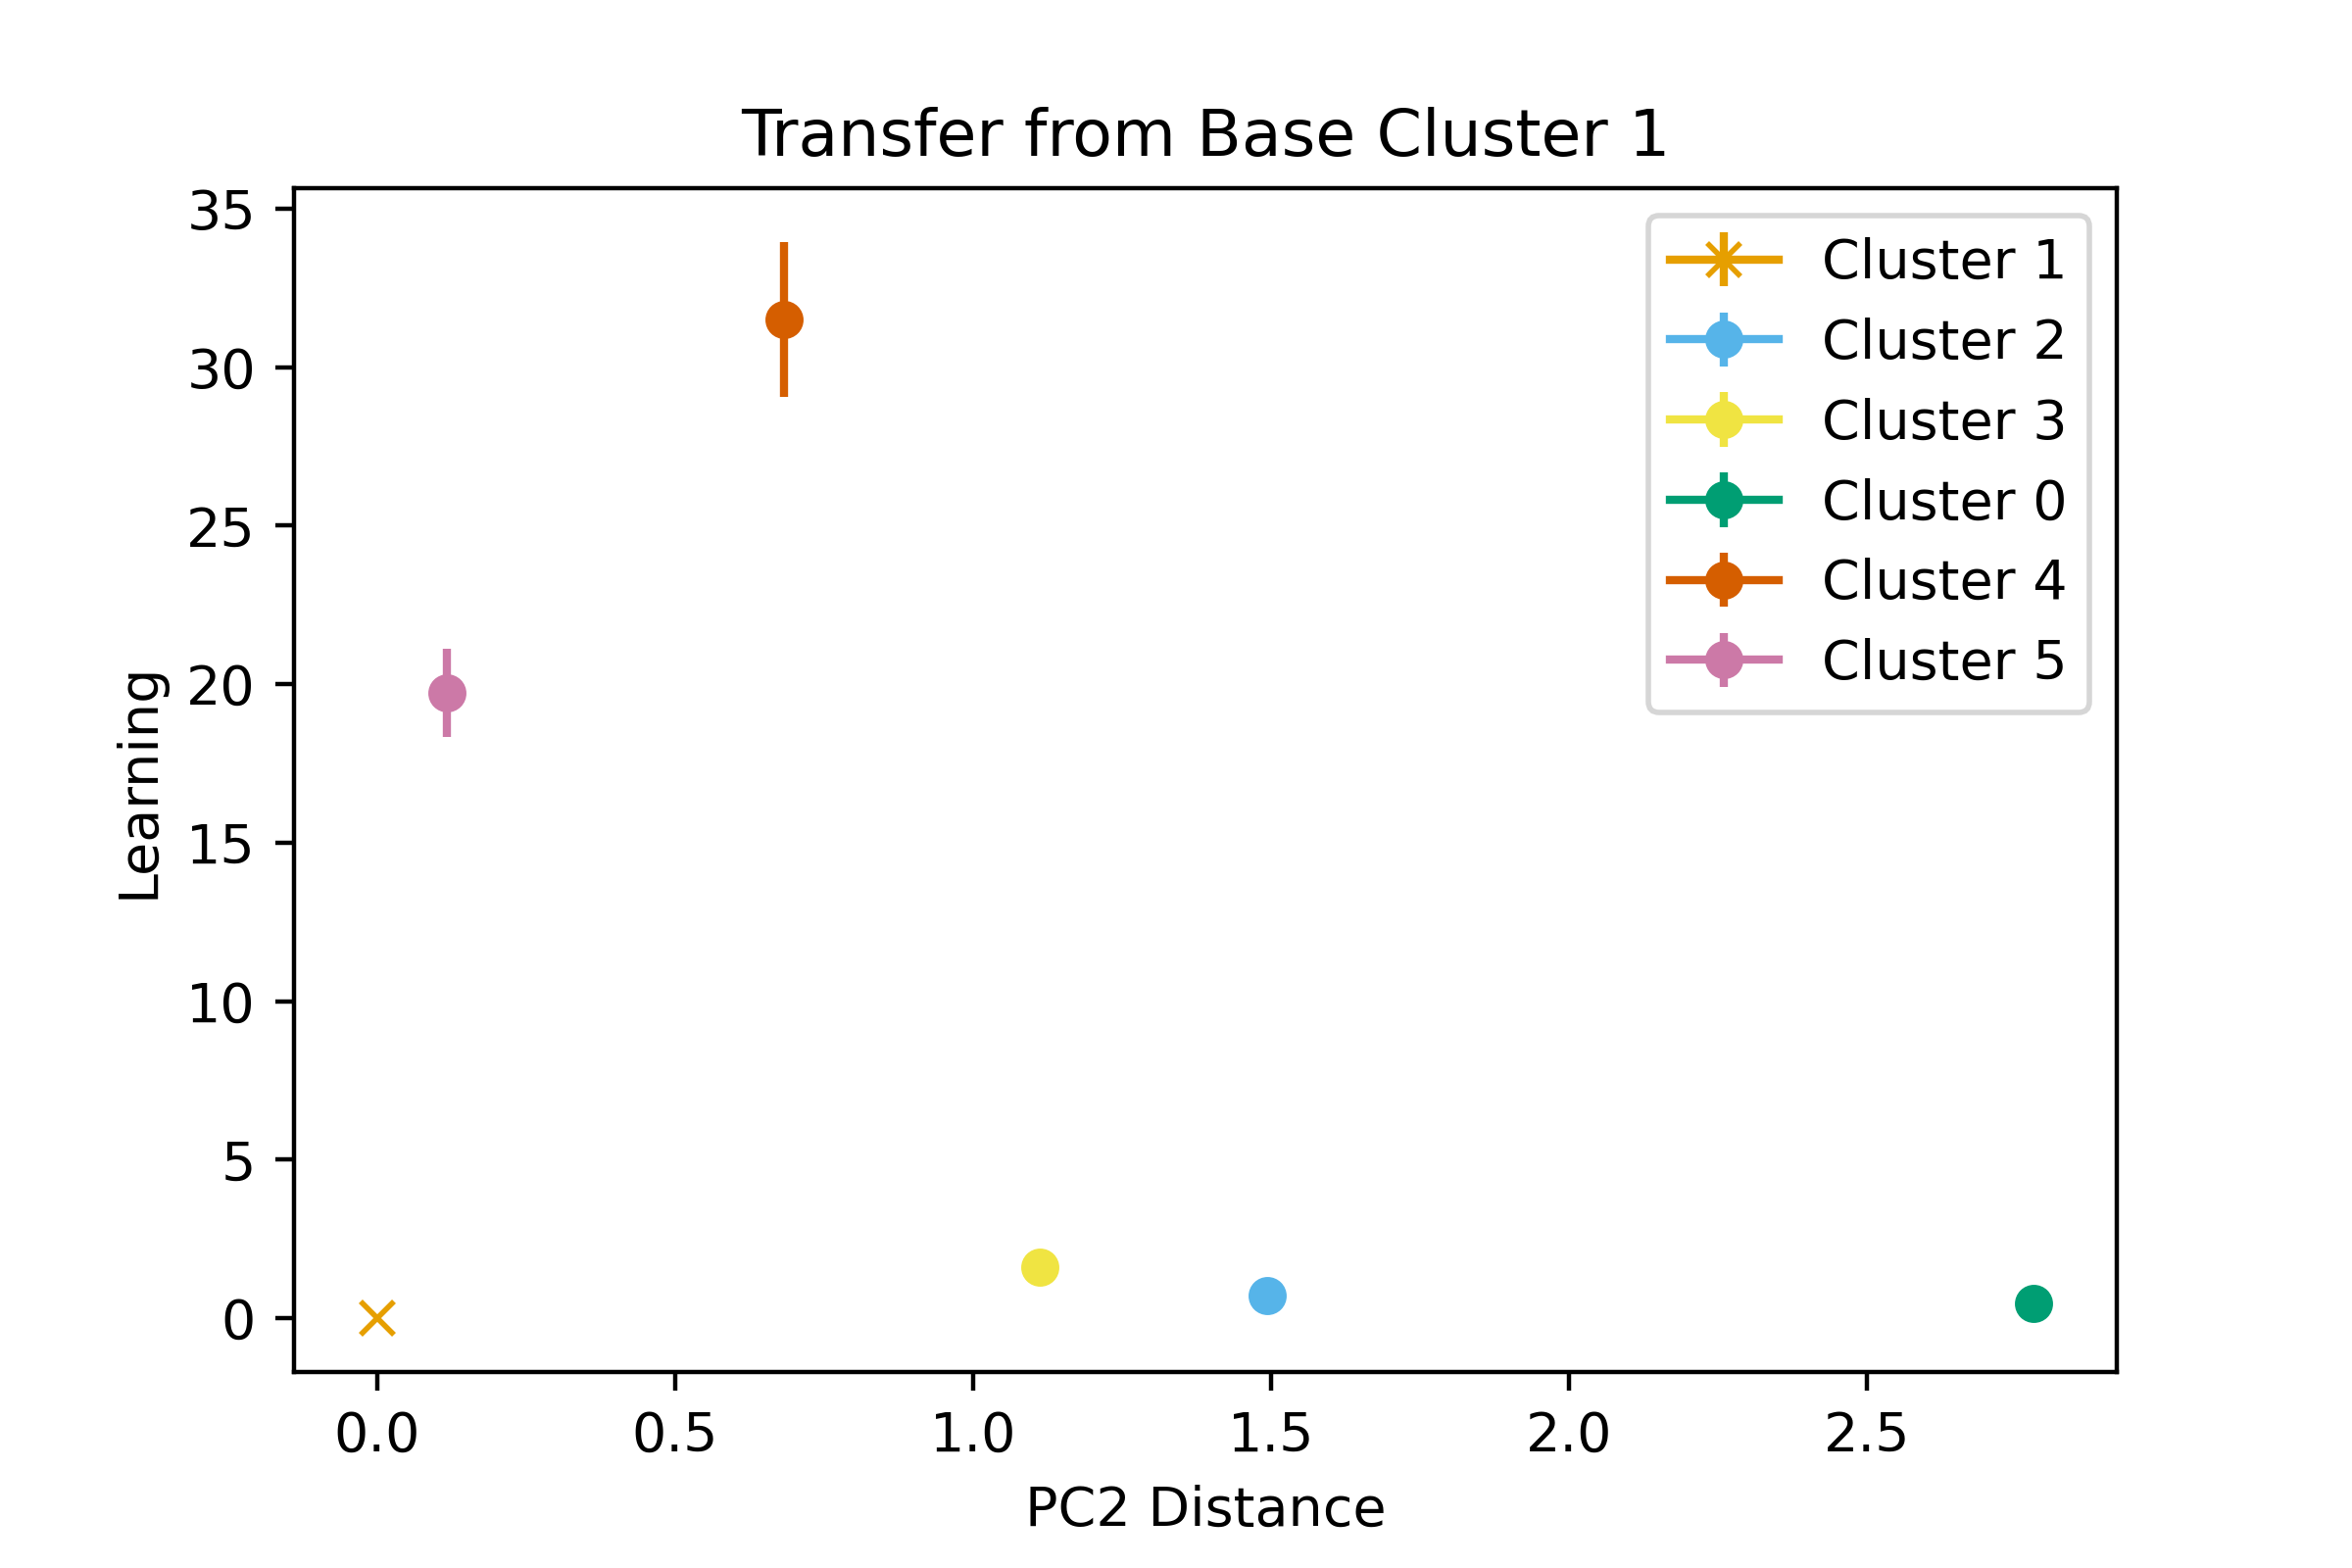 Transfer from Base Cluster 1
35
30
25
20
15
10
5
0
Learning
Cluster 1
Cluster 2
Cluster 3
Cluster 0
Cluster 4
Cluster 5
0.0 0.5 1.0 1.5 2.0 2.5
PC2 Distance